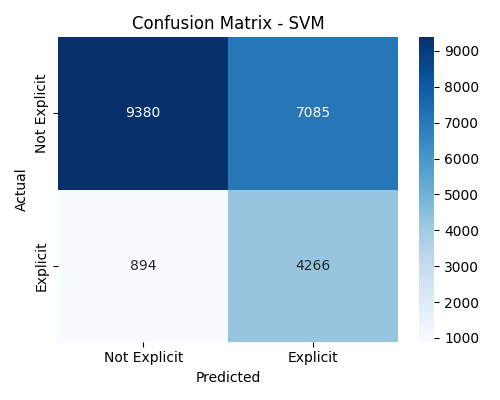 Confusion Matrix - SVM
Actual
Not Explicit
Explicit
9380 7085
894 4266
Not Explicit Explicit
Predicted
9000
8000
7000
6000
5000
4000
3000
2000
1000